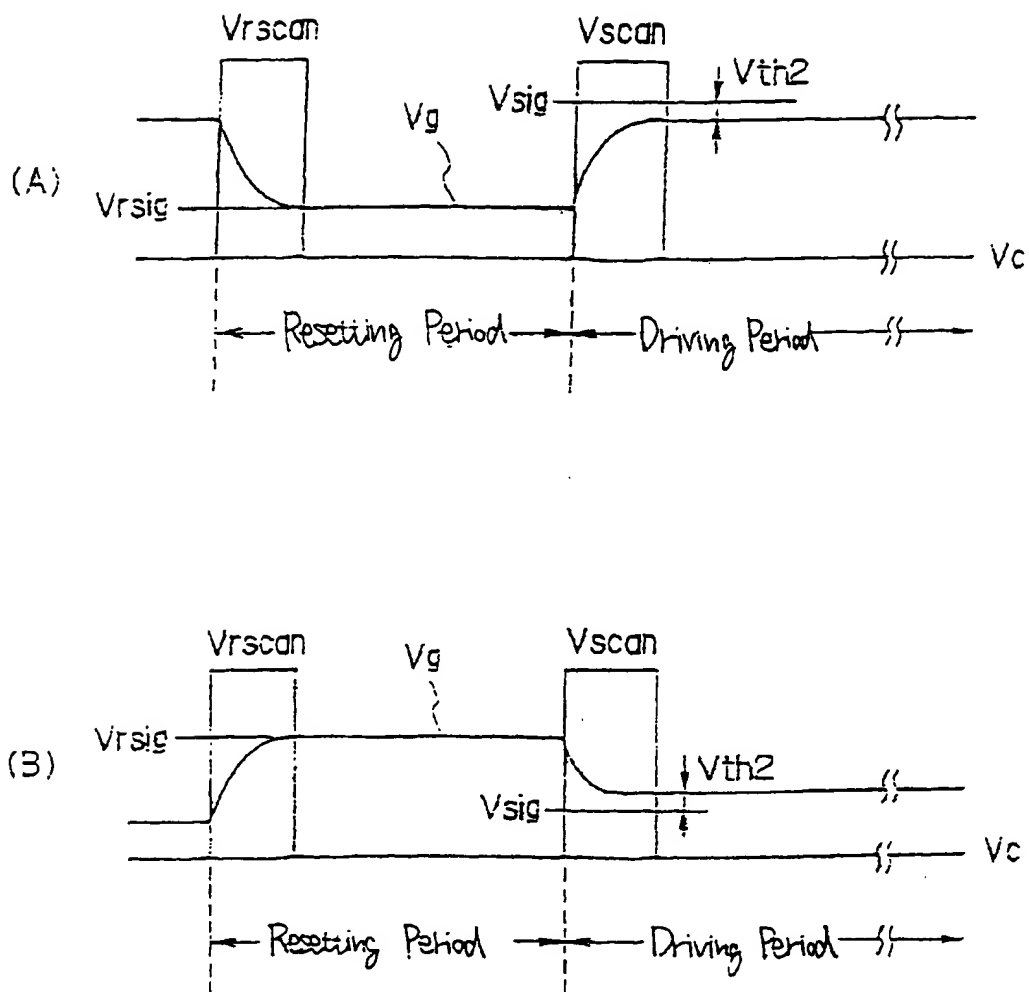 Vrscan Vscan
Vth2
Vsig
Vg
(A)
Vrsig
Vc
Resetting Period Driving Period
Vrscan Vscan
Vg
Vrsig
(B)
Vth2
Vsig
Vc
Resetting Period Driving Period